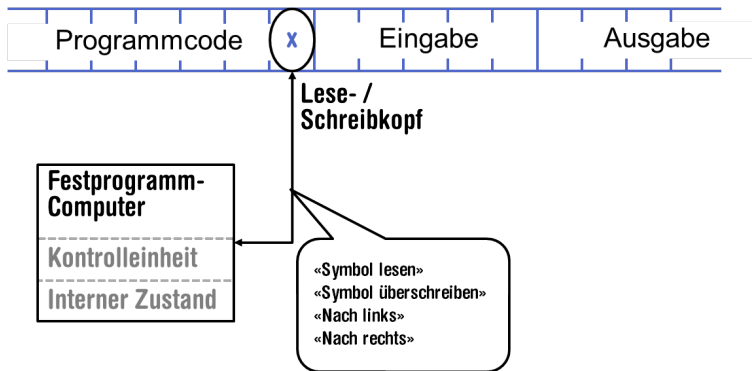 Programmcode x Eingabe Ausgabe
Lese- /
Schreibkopf
Festprogramm-
Computer
Kontrolleinheit
Interner Zustand
«Symbol lesen»
«Symbol überschreiben»
«Nach links»
«Nach rechts»